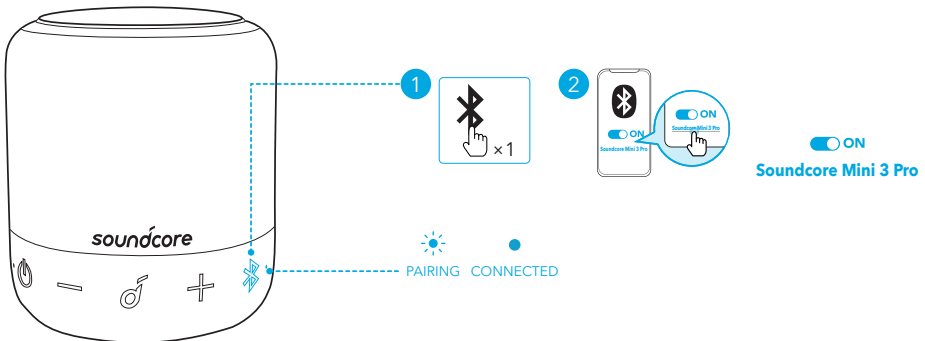 soundcore
1
×1
2
ON
Soundcore Mini 3 Pro
ON
Soundcore Mini 3 Pro
ON
Soundcore Mini 3 Pro
PAIRING CONNECTED